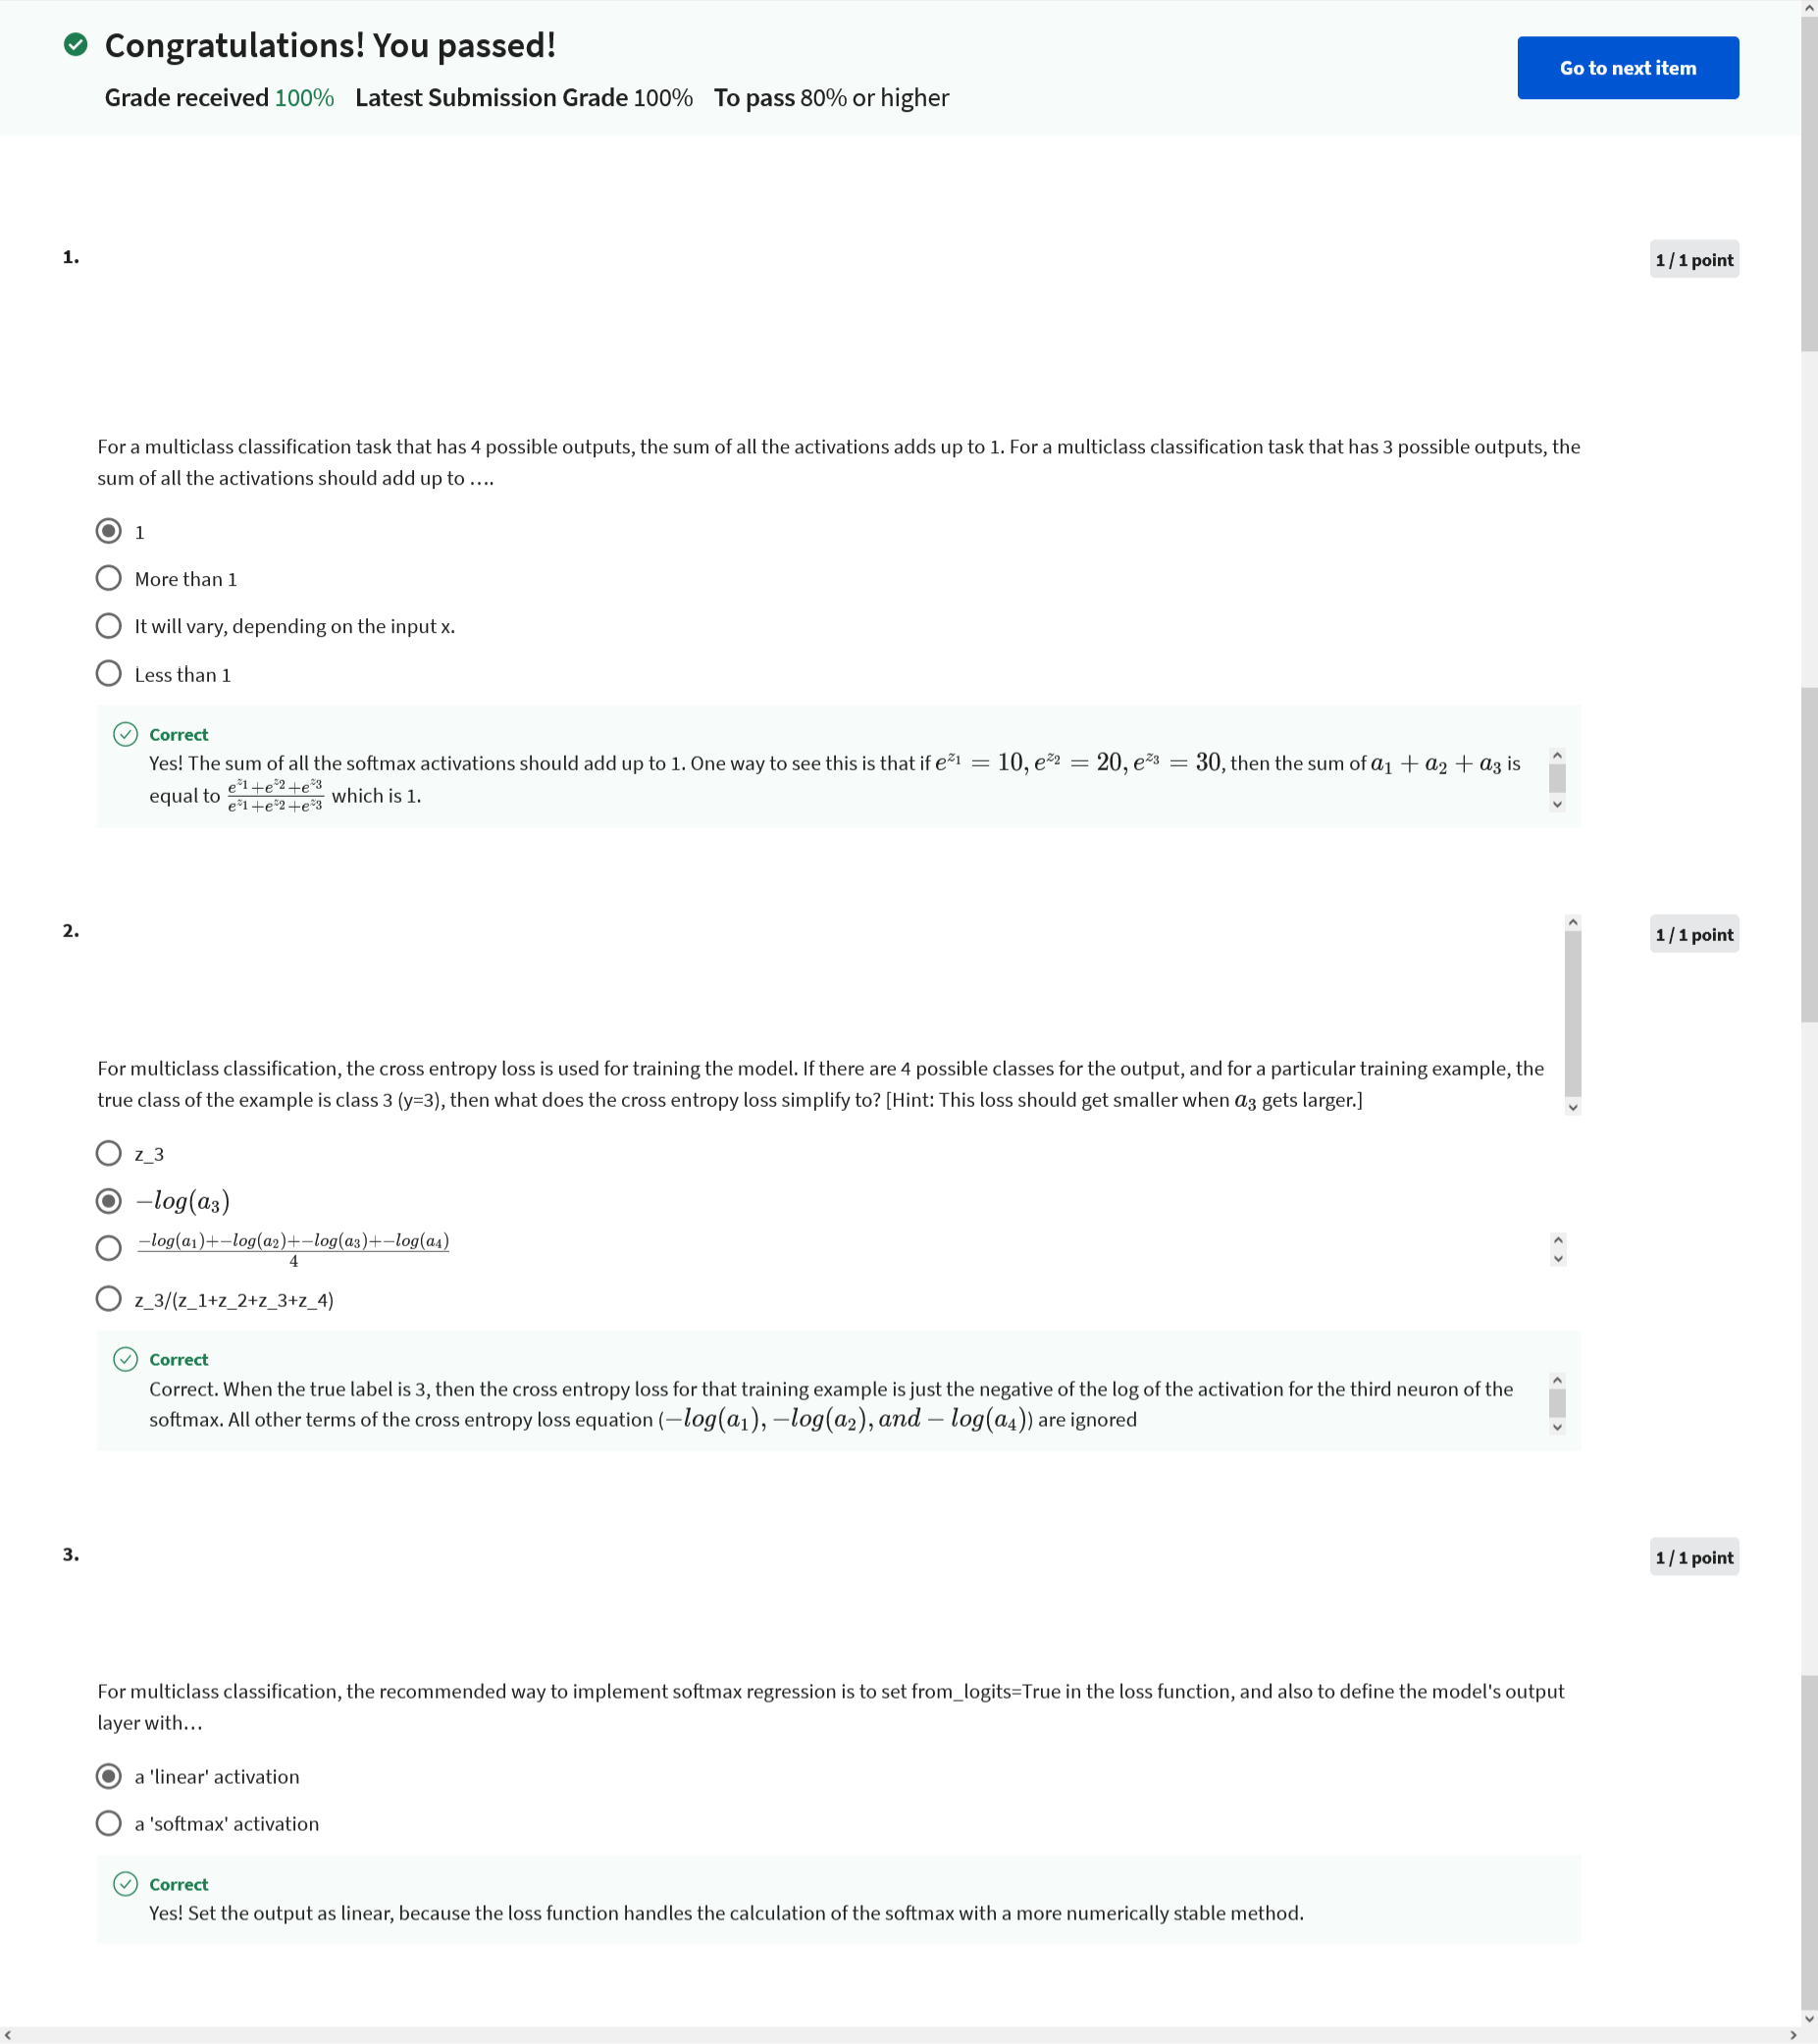 Congratulations! You passed!
Go to next item
Grade received 100% Latest Submission Grade 100% To pass 80% or higher
1.
1 / 1 point
For a multiclass classification task that has 4 possible outputs, the sum of all the activations adds up to 1. For a multiclass classification task that has 3 possible outputs, the
sum of all the activations should add up to ….
1
More than 1
It will vary, depending on the input x.
Less than 1
Correct
Yes! The sum of all the softmax activations should add up to 1. One way to see this is that if $e^{z_1} = 10, e^{z_2} = 20, e^{z_3} = 30$, then the sum of $a_1 + a_2 + a_3$ is
equal to $\frac{e^{z_1}+e^{z_2}+e^{z_3}}{e^{z_1}+e^{z_2}+e^{z_3}}$ which is 1.
2.
1 / 1 point
For multiclass classification, the cross entropy loss is used for training the model. If there are 4 possible classes for the output, and for a particular training example, the
true class of the example is class 3 (y=3), then what does the cross entropy loss simplify to? [Hint: This loss should get smaller when $a_3$ gets larger.]
z_3
$-log(a_3)$
$\frac{-log(a_1)+-log(a_2)+-log(a_3)+-log(a_4)}{4}$
z_3/(z_1+z_2+z_3+z_4)
Correct
Correct. When the true label is 3, then the cross entropy loss for that training example is just the negative of the log of the activation for the third neuron of the
softmax. All other terms of the cross entropy loss equation ($-log(a_1), -log(a_2), and - log(a_4)$) are ignored
3.
1 / 1 point
For multiclass classification, the recommended way to implement softmax regression is to set from_logits=True in the loss function, and also to define the model's output
layer with…
a 'linear' activation
a 'softmax' activation
Correct
Yes! Set the output as linear, because the loss function handles the calculation of the softmax with a more numerically stable method.